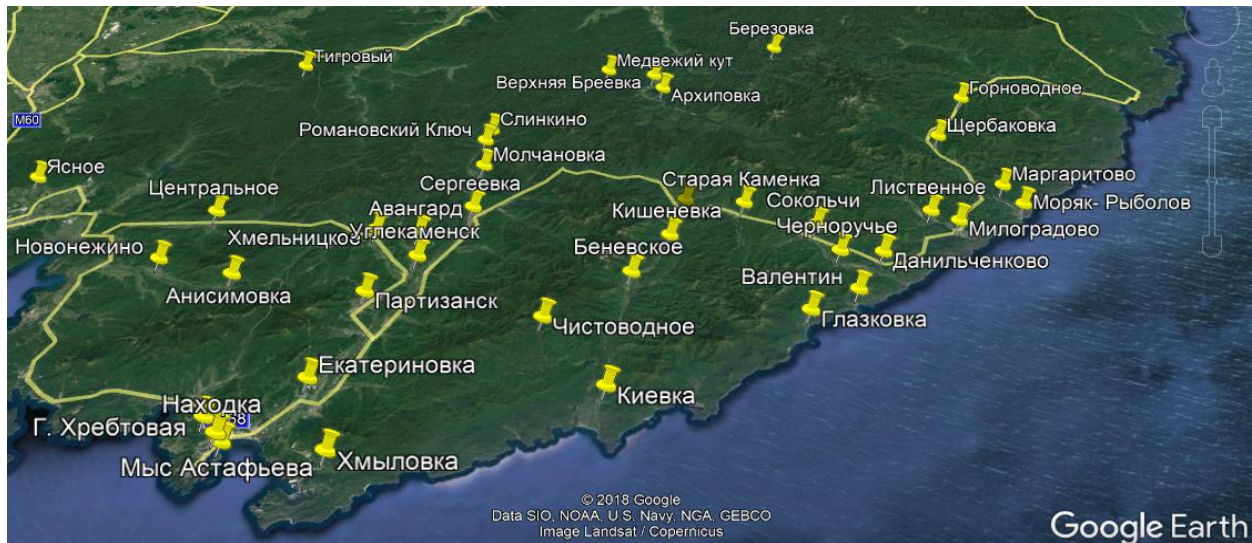 Березовка
Тигровый
Медвежий кут
Верхняя Бреевка
Архиповка
Горноводное
M60
Слинкино
Романовский Ключ
Щербаковка
Молчановка
Ясное
Центральное
Сергеевка
Старая Каменка
Маргаритово
Лиственное
Сокольчи
Моряк- Рыболов
Авангард
Кишеневка
Хмельницкое
Углекаменск
Черноручье
Милоградово
Новонежино
Беневское
Данильченково
Анисимовка
Партизанск
Валентин
Чистоводное
Глазковка
Екатериновка
Киевка
Находка
Г. Хребтовая
Мыс Астафьева
Хмыловка
© 2018 Google
Data SIO, NOAA, U.S. Navy, NGA, GEBCO
Image Landsat / Copernicus
Google Earth